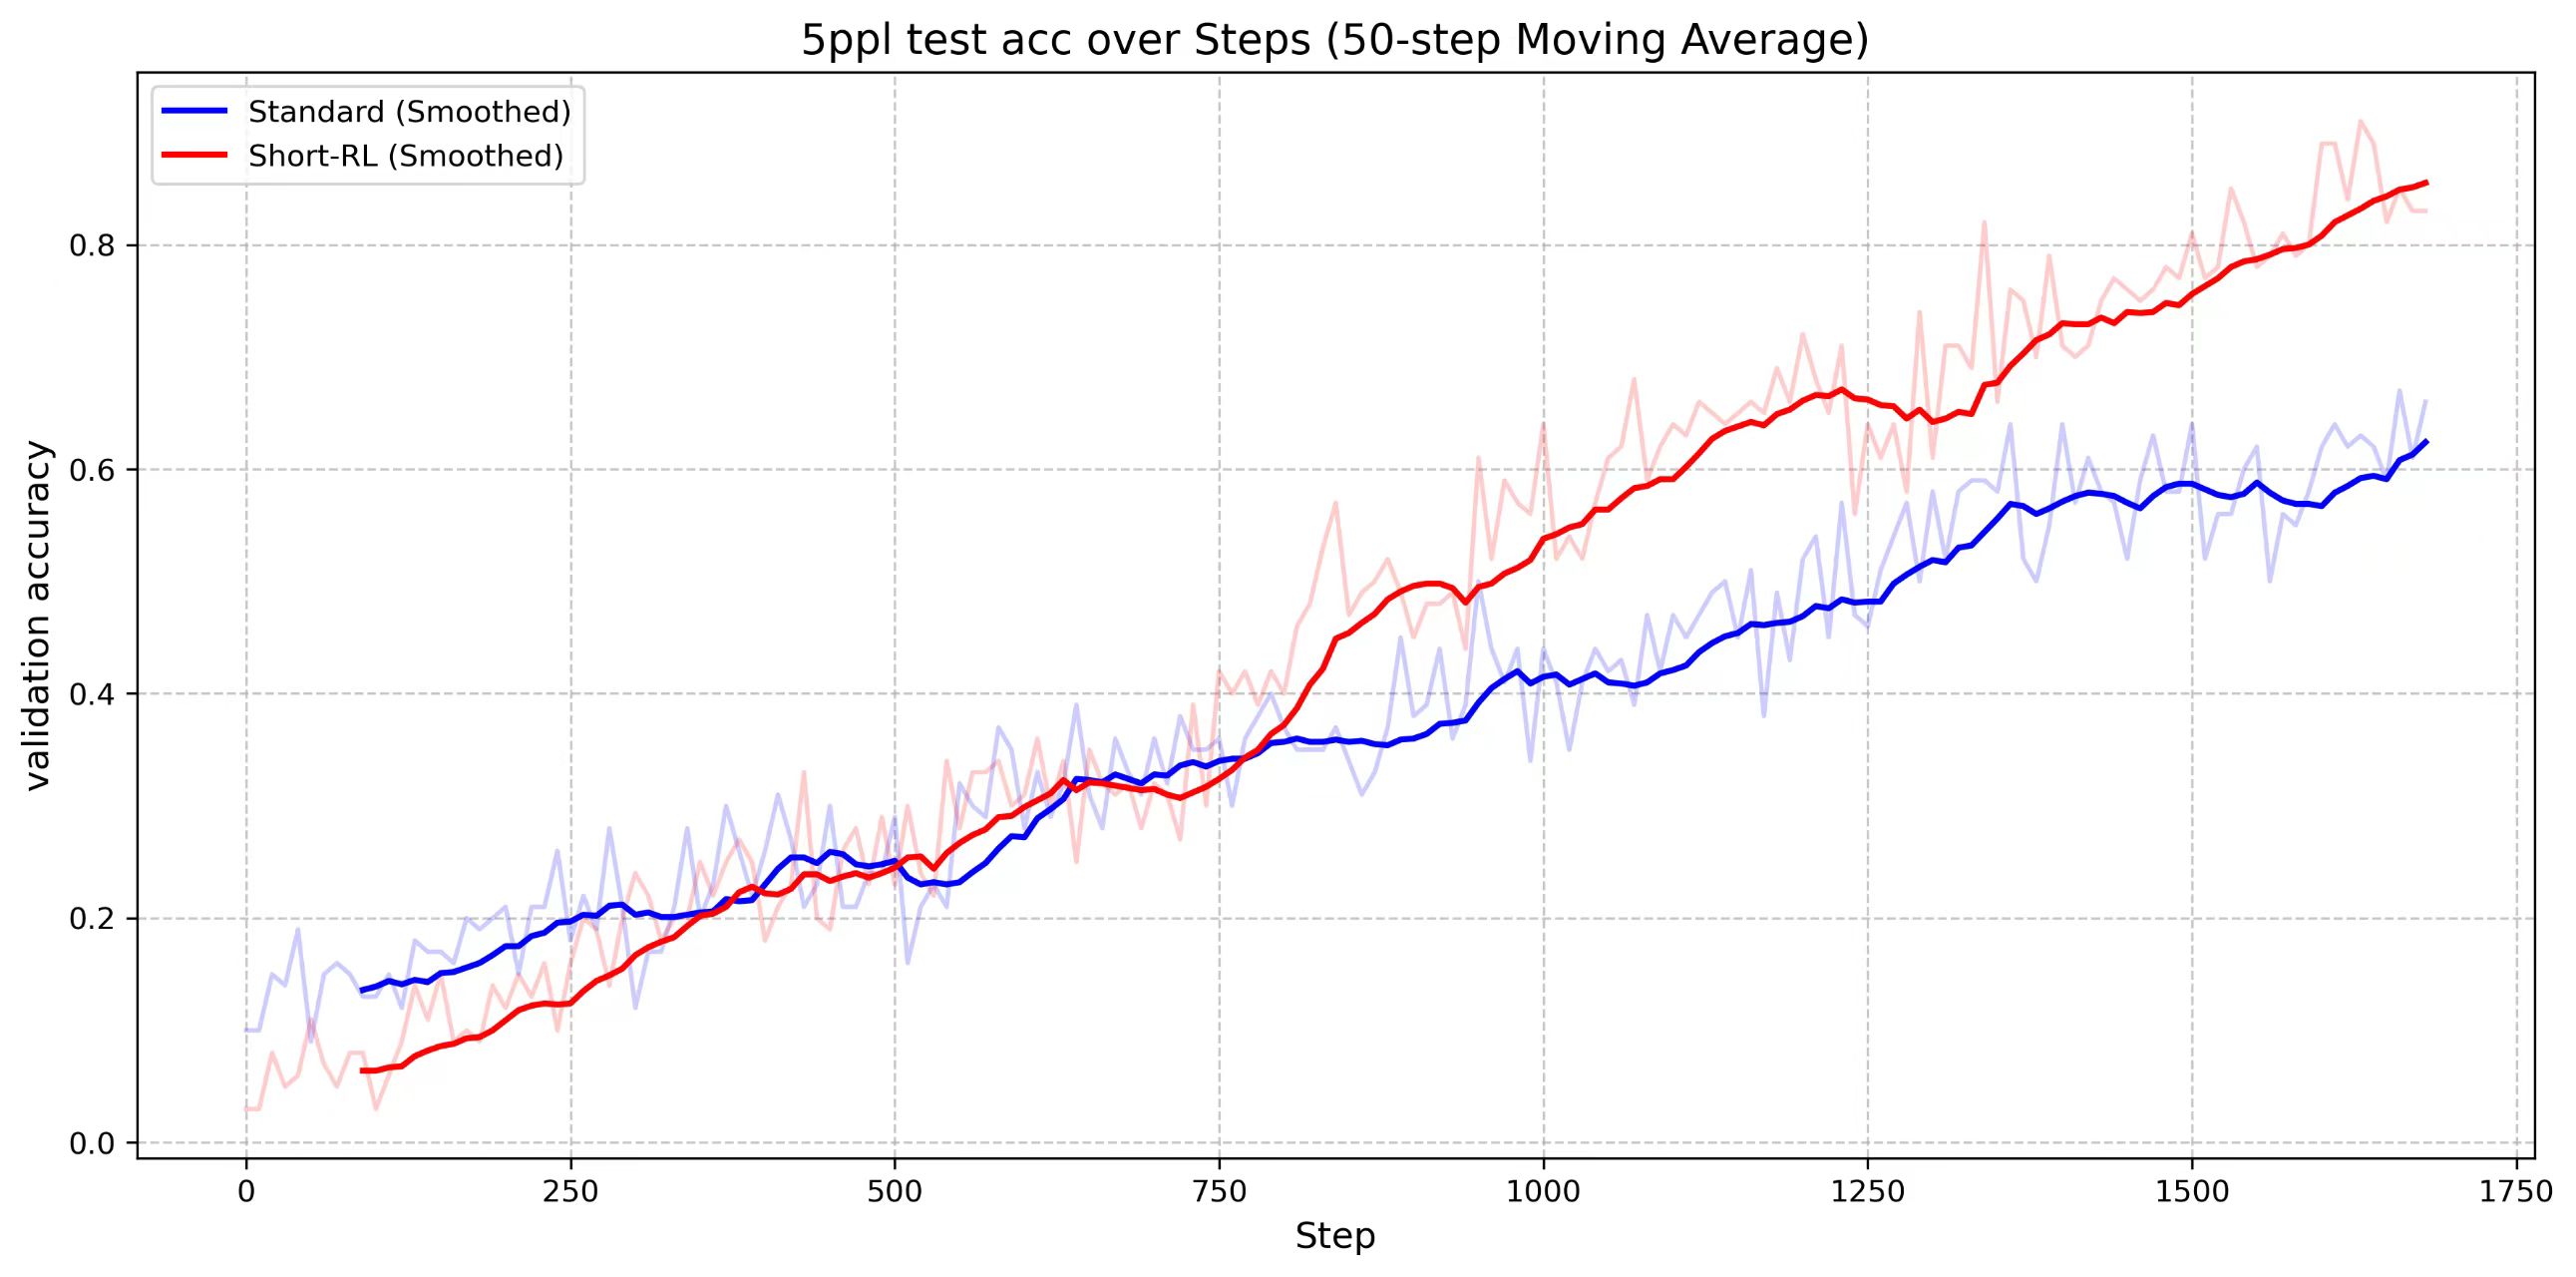 5ppl test acc over Steps (50-step Moving Average)
Standard (Smoothed)
Short-RL (Smoothed)
validation accuracy
0.8
0.6
0.4
0.2
0.0
0 250 500 750 1000 1250 1500 1750
Step